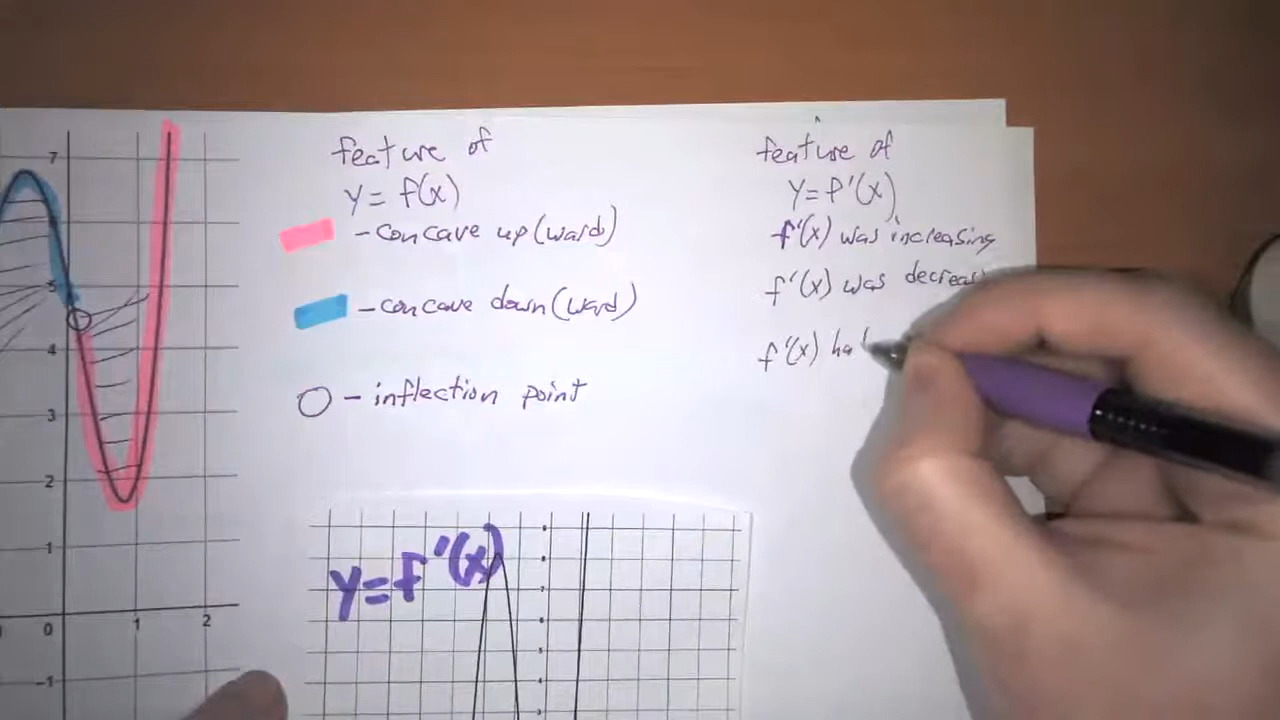 feature of
y = f(x)
- concave up (ward)
- concave down (ward)
- inflection point
feature of
y = f'(x)
f'(x) was increasing
f'(x) was
f'(x)
y = f'(x)
7
5
4
3
2
1
0
1
2
-1